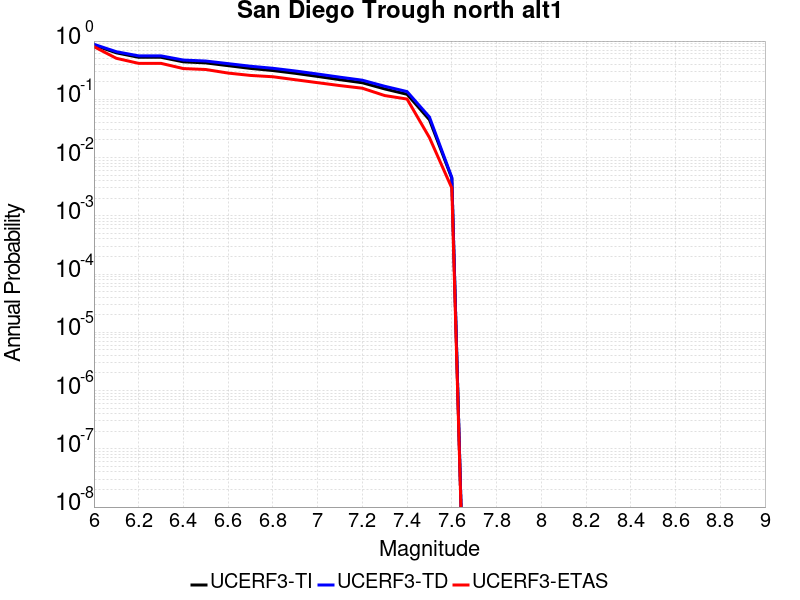 San Diego Trough north alt1
10^0
10^-1
10^-2
10^-3
10^-4
10^-5
10^-6
10^-7
10^-8
Annual Probability
6 6.2 6.4 6.6 6.8 7 7.2 7.4 7.6 7.8 8 8.2 8.4 8.6 8.8 9
Magnitude
UCERF3-TI UCERF3-TD UCERF3-ETAS